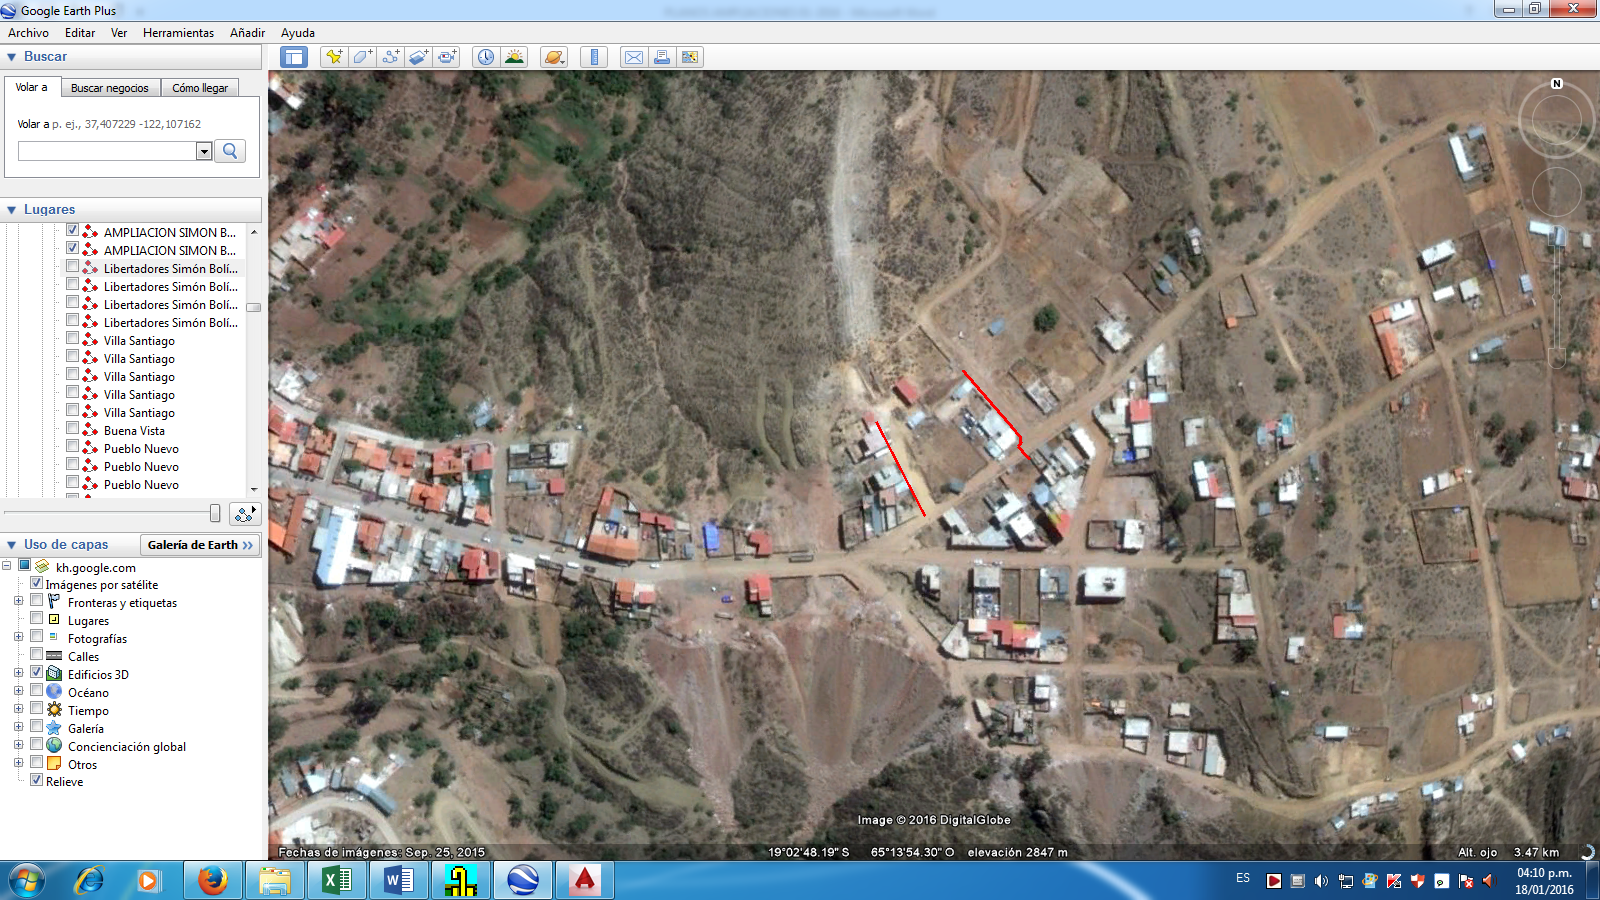 Google Earth Plus
Archivo Editar Ver Herramientas Añadir Ayuda
Buscar
Volar a Buscar negocios Cómo llegar
Volar a p. ej., 37,407229 -122,107162
Lugares
AMPLIACION SIMON B...
AMPLIACION SIMON B...
Libertadores Simón Bolí...
Libertadores Simón Bolí...
Libertadores Simón Bolí...
Libertadores Simón Bolí...
Villa Santiago
Villa Santiago
Villa Santiago
Villa Santiago
Villa Santiago
Buena Vista
Pueblo Nuevo
Pueblo Nuevo
Pueblo Nuevo
Uso de capas Galería de Earth »
kh.google.com
Imágenes por satélite
Fronteras y etiquetas
Lugares
Fotografías
Calles
Edificios 3D
Océano
Tiempo
Galería
Concienciación global
Otros
Relieve
N
Image © 2016 DigitalGlobe
Fechas de imágenes: Sep. 25, 2015 19°02'48.19" S 65°13'54.30" O elevación 2847 m Alt. ojo 3.47 km
ES
04:10 p.m.
18/01/2016